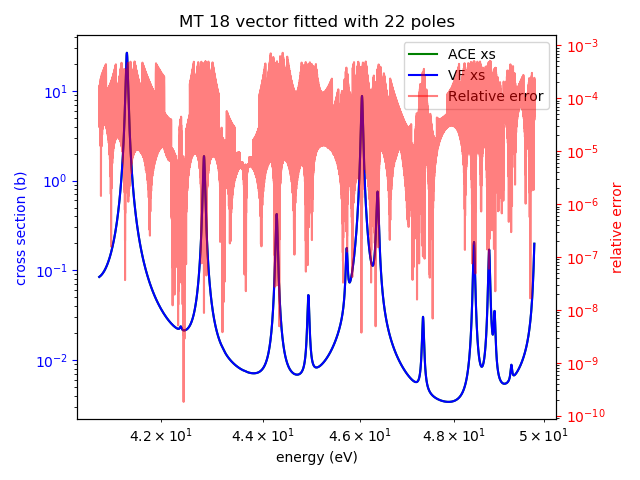 MT 18 vector fitted with 22 poles
ACE xs
VF xs
Relative error
cross section (b)
10¹
10⁰
10⁻¹
10⁻²
relative error
10⁻³
10⁻⁴
10⁻⁵
10⁻⁶
10⁻⁷
10⁻⁸
10⁻⁹
10⁻¹⁰
4.2 × 10¹ 4.4 × 10¹ 4.6 × 10¹ 4.8 × 10¹ 5 × 10¹
energy (eV)